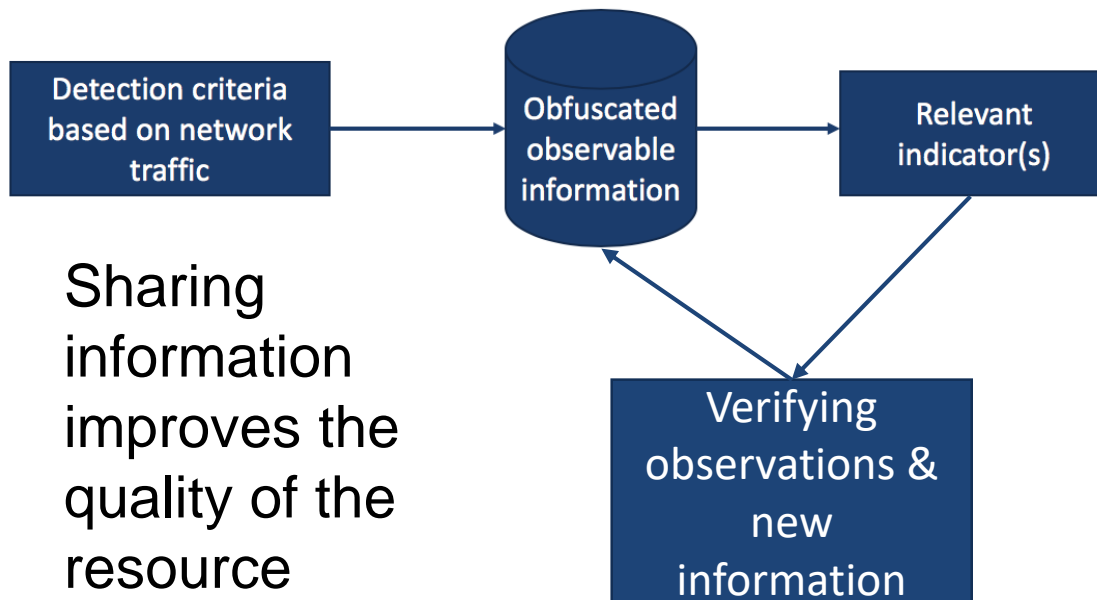 Detection criteria
based on network
traffic
Obfuscated
observable
information
Relevant
indicator(s)
Sharing
information
improves the
quality of the
resource
Verifying
observations &
new
information